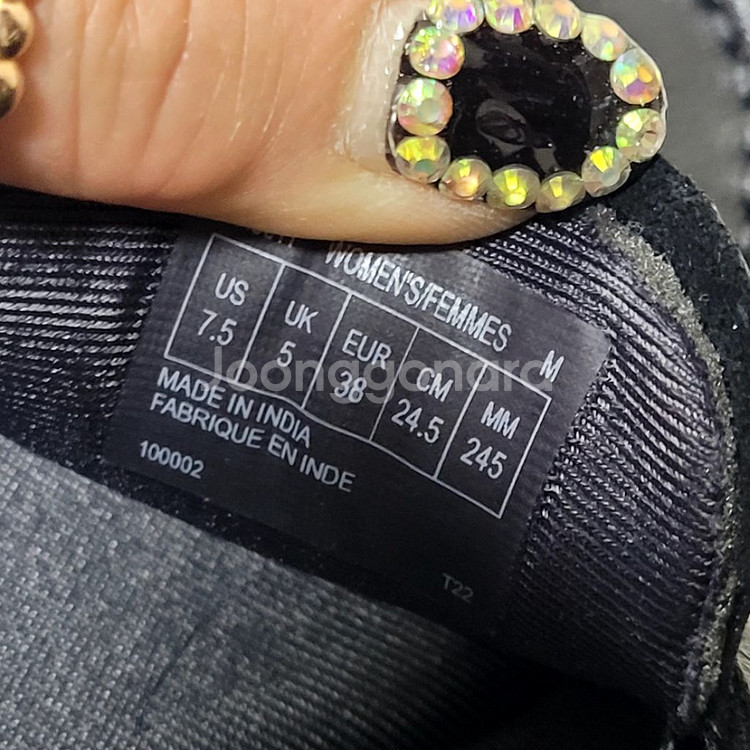 WOMEN'S/FEMMES M
US UK EUR CM MM
7.5 5 38 24.5 245
MADE IN INDIA
FABRIQUE EN INDE
100002
T22
Joonggonara